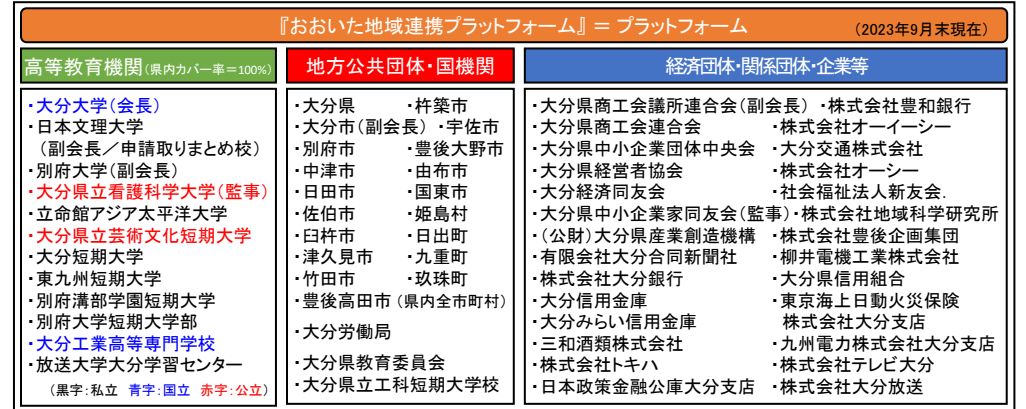 『おおいた地域連携プラットフォーム』＝ プラットフォーム
（2023年9月末現在）
高等教育機関（県内カバー率＝100%）
・大分大学（会長）
・日本文理大学
（副会長／申請取りまとめ校）
・別府大学（副会長）
・大分県立看護科学大学（監事）
・立命館アジア太平洋大学
・大分県立芸術文化短期大学
・大分短期大学
・東九州短期大学
・別府溝部学園短期大学
・別府大学短期大学部
・大分工業高等専門学校
・放送大学大分学習センター
（黒字：私立　青字：国立　赤字：公立）
地方公共団体・国機関
・大分県　・杵築市
・大分市（副会長）・宇佐市
・別府市　・豊後大野市
・中津市　・由布市
・日田市　・国東市
・佐伯市　・姫島村
・臼杵市　・日出町
・津久見市　・九重町
・竹田市　・玖珠町
・豊後高田市（県内全市町村）
・大分労働局
・大分県教育委員会
・大分県立工科短期大学校
経済団体・関係団体・企業等
・大分県商工会議所連合会（副会長）・株式会社豊和銀行
・大分県商工会連合会　・株式会社オーイーシー
・大分県中小企業団体中央会　・大分交通株式会社
・大分県経営者協会　・株式会社オーシー
・大分経済同友会　・社会福祉法人新友会.
・大分県中小企業家同友会（監事）・株式会社地域科学研究所
・（公財）大分県産業創造機構　・株式会社豊後企画集団
・有限会社大分合同新聞社　・柳井電機工業株式会社
・株式会社大分銀行　・大分県信用組合
・大分信用金庫　・東京海上日動火災保険
・大分みらい信用金庫　株式会社大分支店
・三和酒類株式会社　・九州電力株式会社大分支店
・株式会社トキハ　・株式会社テレビ大分
・日本政策金融公庫大分支店　・株式会社大分放送